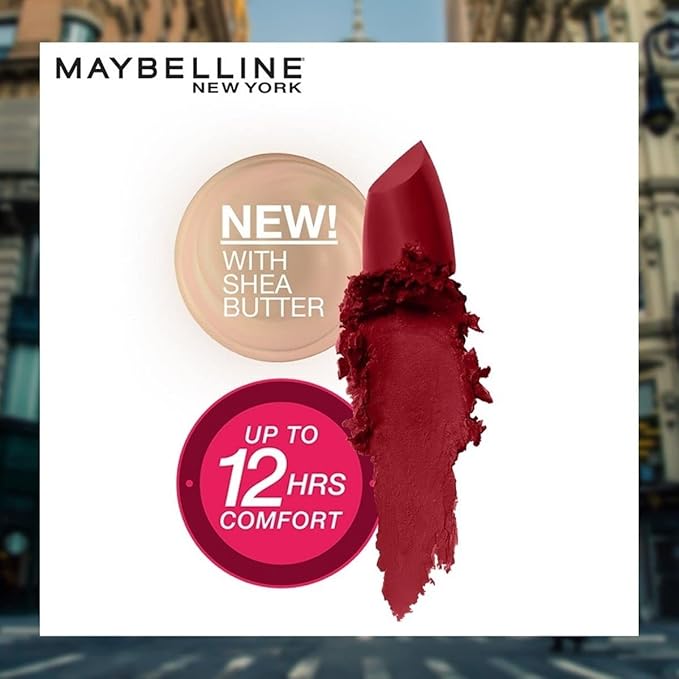 MAYBELLINE
NEW YORK
NEW!
WITH
SHEA
BUTTER
UP TO
12 HRS
COMFORT